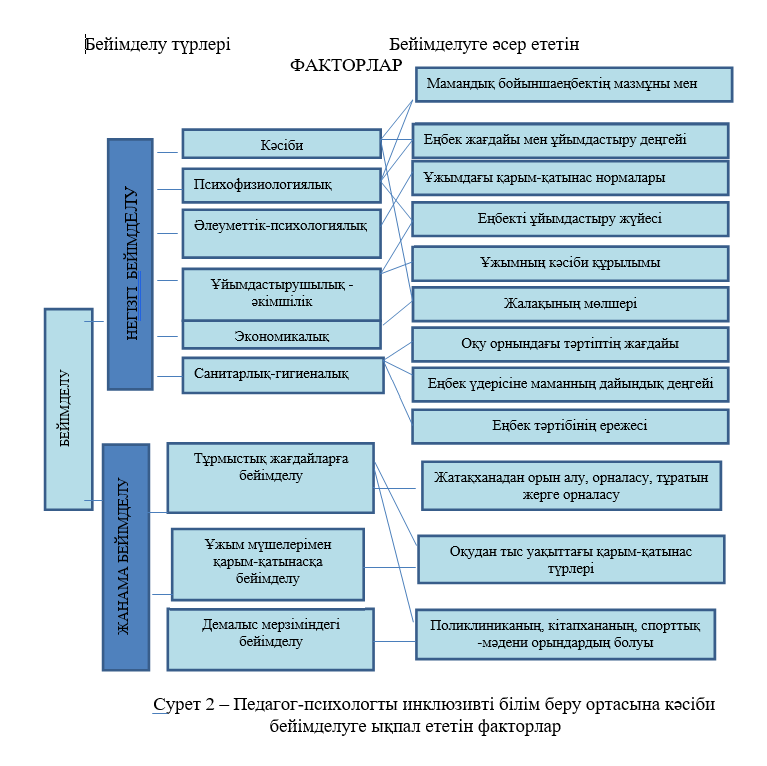 Бейімделу түрлері
Бейімделуге әсер ететін
ФАКТОРЛАР
БЕЙІМДЕЛУ
НЕГІЗГІ БЕЙІМДЕЛУ
Кәсіби
Психофизиологиялық
Әлеуметтік-психологиялық
Ұйымдастырушылық -
әкімшілік
Экономикалық
Санитарлық-гигиеналық
Мамандық бойыншаеңбектің мазмұны мен
Еңбек жағдайы мен ұйымдастыру деңгейі
Ұжымдағы қарым-қатынас нормалары
Еңбекті ұйымдастыру жүйесі
Ұжымның кәсіби құрылымы
Жалақының мөлшері
Оқу орнындағы тәртіптің жағдайы
Еңбек үдерісіне маманның дайындық деңгейі
Еңбек тәртібінің ережесі
ЖАНАМА БЕЙІМДЕЛУ
Тұрмыстық жағдайларға
бейімделу
Ұжым мүшелерімен
қарым-қатынасқа
бейімделу
Демалыс мерзіміндегі
бейімделу
Жатақханадан орын алу, орналасу, тұратын
жерге орналасу
Оқудан тыс уақыттағы қарым-қатынас
түрлері
Поликлиниканың, кітапхананың, спорттық
-мәдени орындардың болуы
Сурет 2 – Педагог-психологты инклюзивті білім беру ортасына кәсіби
бейімделуге ықпал ететін факторлар